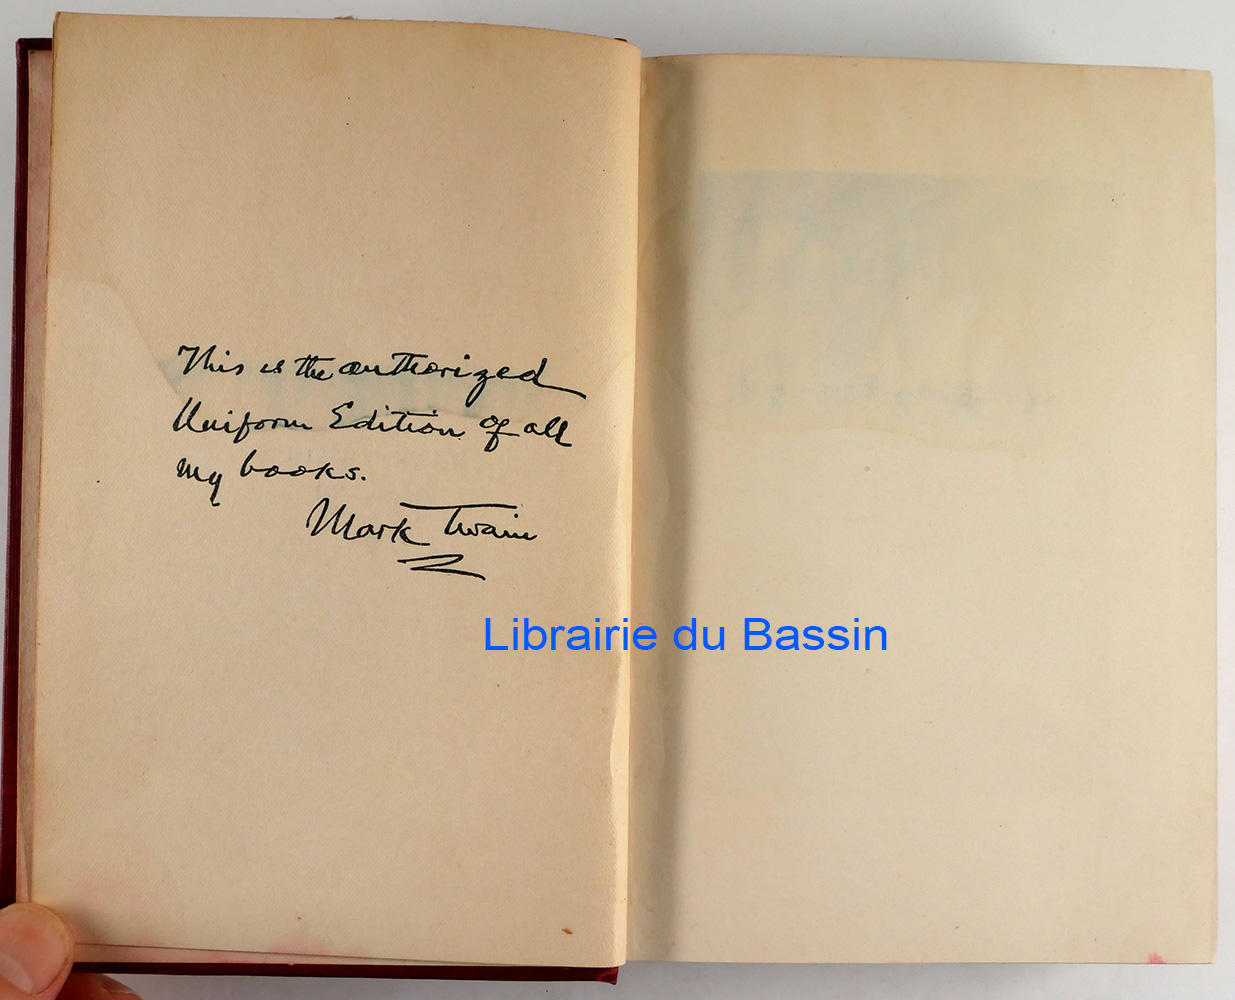 This is the authorized
Uniform Edition of all
my books.
Mark Twain
Librairie du Bassin